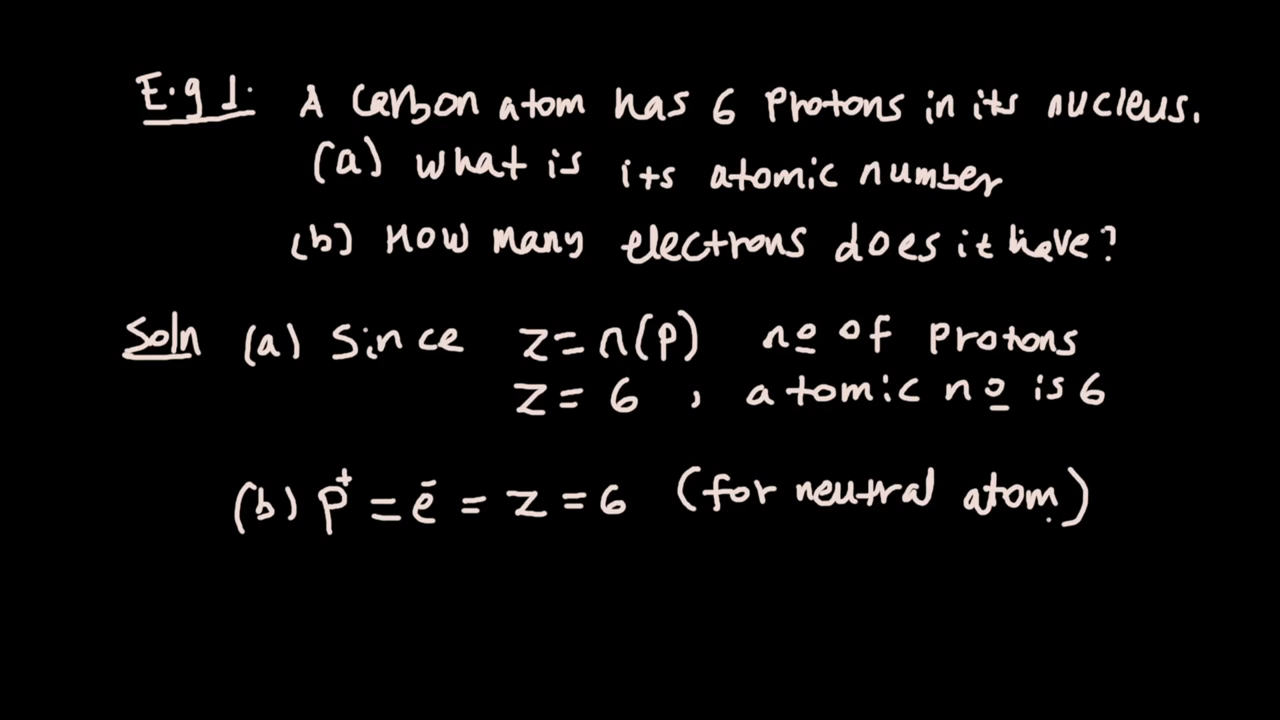 E.g 1. A Carbon atom has 6 Protons in its nucleus.
(a) What is its atomic number
(b) How many electrons does it have?
Soln (a) Since Z = n(P) nº of Protons
Z = 6 , atomic nº is 6
(b) P⁺ = e⁻ = Z = 6 (for neutral atom)